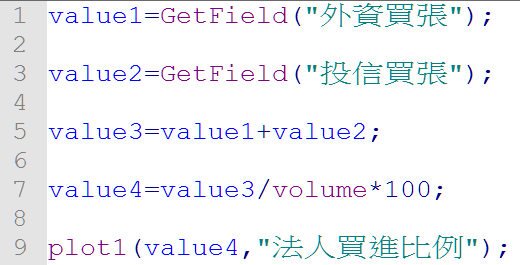 1 value1=GetField("外資買張");
2
3 value2=GetField("投信買張");
4
5 value3=value1+value2;
6
7 value4=value3/volume*100;
8
9 plot1(value4,"法人買進比例");